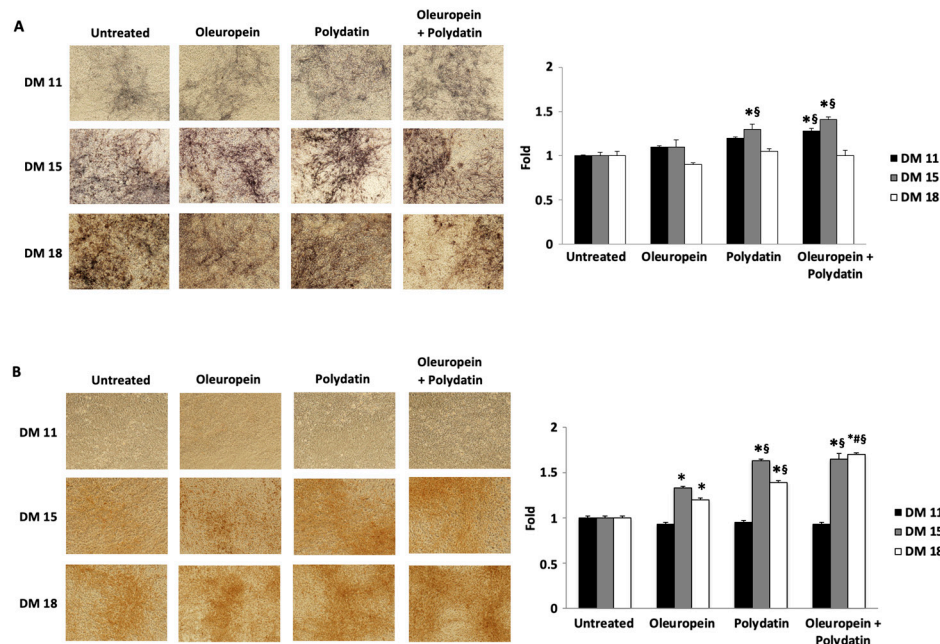 A
Untreated
Oleuropein
Polydatin
Oleuropein
+ Polydatin
DM 11
DM 15
DM 18
2
1.5
1
0.5
0
Fold
*§
*§
*§
Untreated
Oleuropein
Polydatin
Oleuropein +
Polydatin
DM 11
DM 15
DM 18
B
Untreated
Oleuropein
Polydatin
Oleuropein
+ Polydatin
DM 11
DM 15
DM 18
2
1.5
1
0.5
0
Fold
*
*
*§
*§
*§
*#§
Untreated
Oleuropein
Polydatin
Oleuropein +
Polydatin
DM 11
DM 15
DM 18